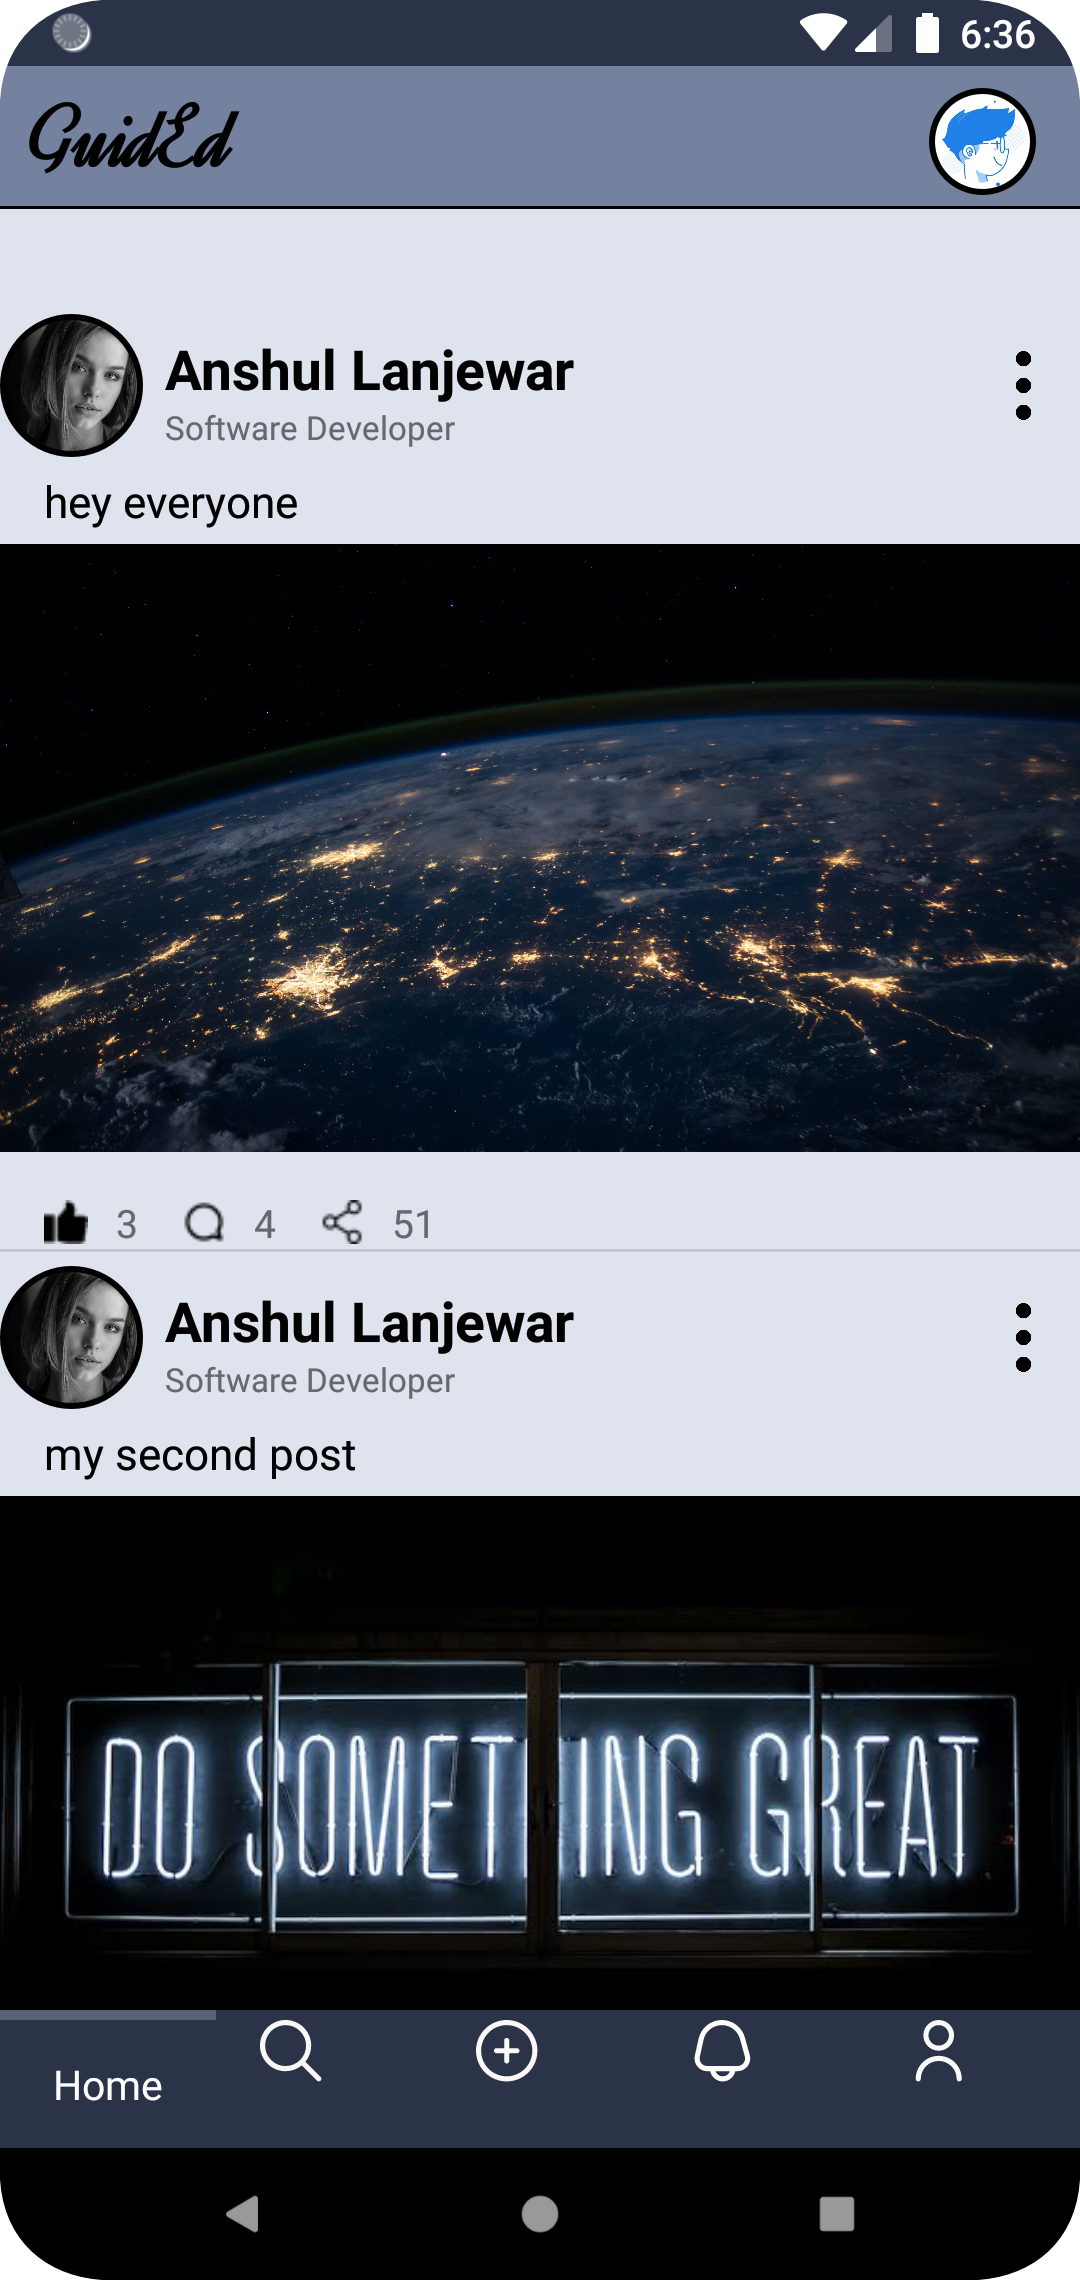 6:36
GuidEd
Anshul Lanjewar
Software Developer
hey everyone
3 4 51
Anshul Lanjewar
Software Developer
my second post
DO SOMETHING GREAT
Home